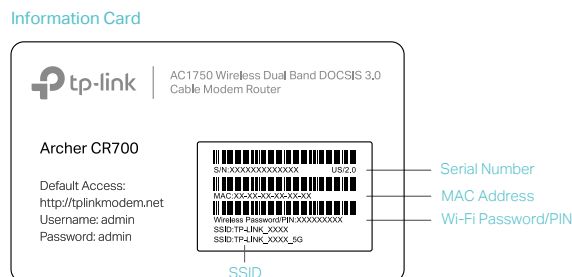 Information Card
tp-link
AC1750 Wireless Dual Band DOCSIS 3.0
Cable Modem Router
Archer CR700
Default Access:
http://tplinkmodem.net
Username: admin
Password: admin
S/N:XXXXXXXXXXXXX US/2.0
MAC:XX-XX-XX-XX-XX-XX
Wireless Password/PIN:XXXXXXXXX
SSID:TP-LINK_XXXX
SSID:TP-LINK_XXXX_5G
Serial Number
MAC Address
Wi-Fi Password/PIN
SSID